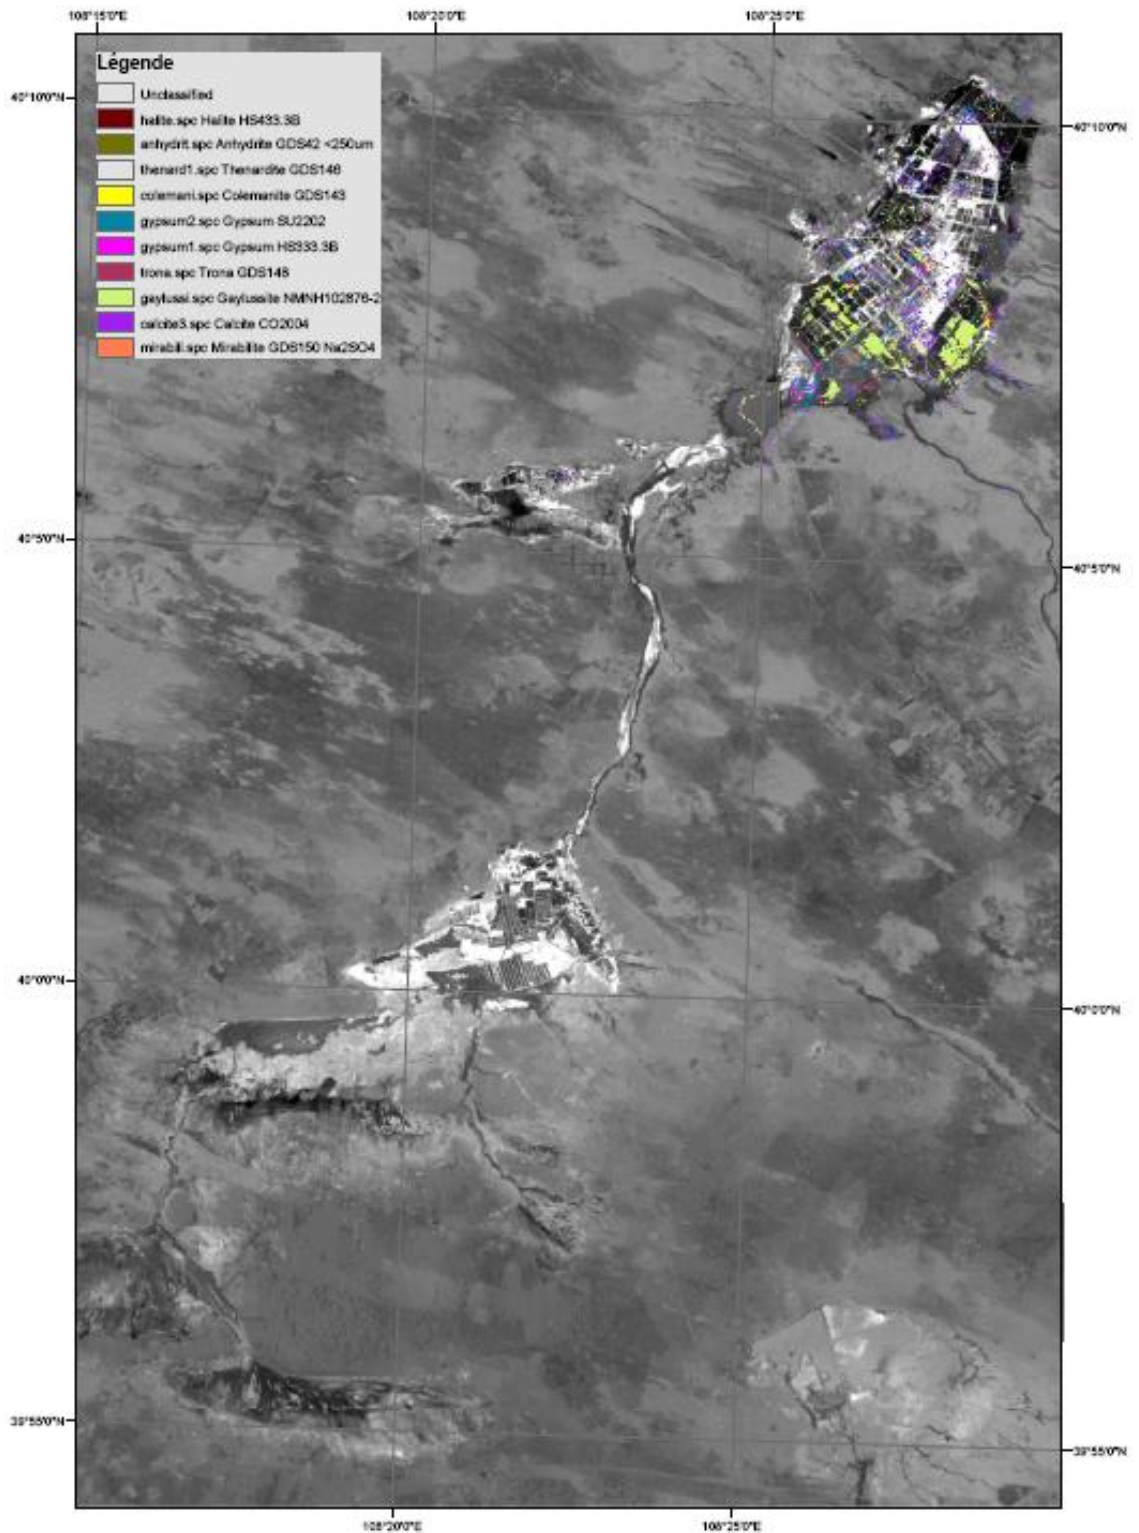 108°15'0"E 108°20'0"E 108°25'0"E
Légende
Unclassified
halite.spc Halite HS433.3B
anhydrit.spc Anhydrite GDS42 <250um
thenard1.spc Thenardite GDS146
colemani.spc Colemanite GDS143
gypsum2.spc Gypsum SU2202
gypsum1.spc Gypsum HS333.3B
trona.spc Trona GDS148
gaylussi.spc Gaylussite NMNH102876-2
calcite3.spc Calcite CO2004
mirabili.spc Mirabilite GDS150 Na2SO4
40°10'0"N
40°10'0"N
40°5'0"N
40°5'0"N
40°0'0"N
40°0'0"N
39°55'0"N
39°55'0"N
108°20'0"E 108°25'0"E